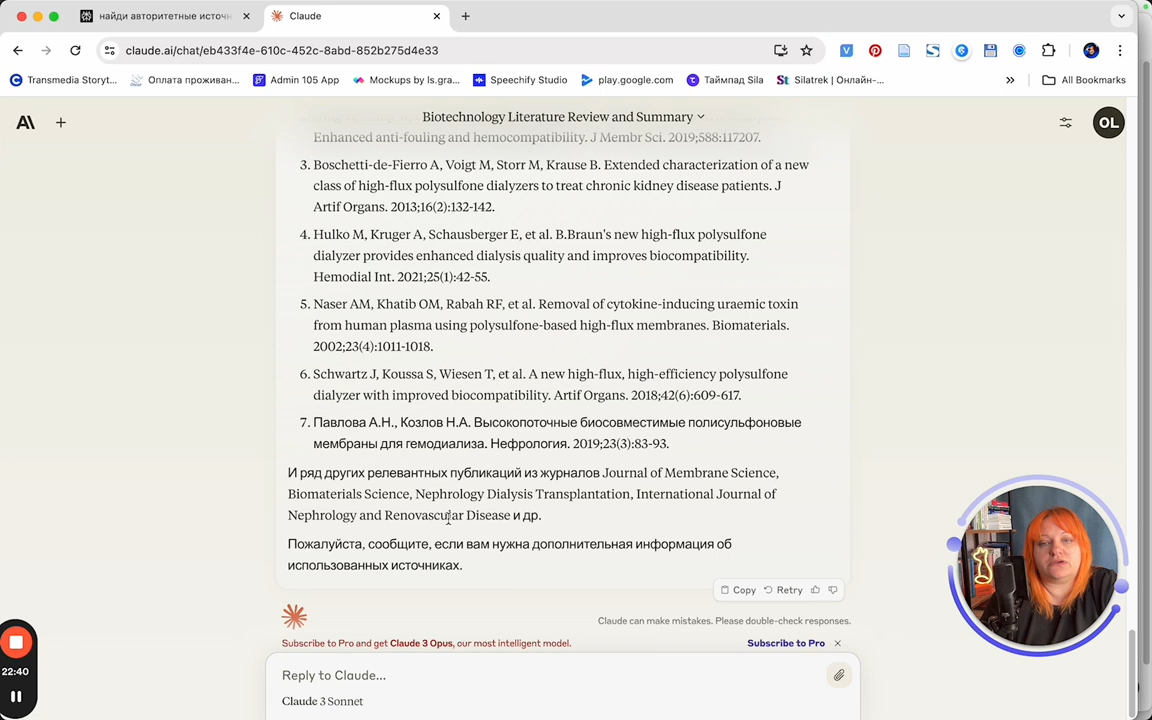 найди авторитетные источн
Claude
claude.ai/chat/eb433f4e-610c-452c-8abd-852b275d4e33
Transmedia Storyt...
Оплата проживан...
Admin 105 App
Mockups by ls.gra...
Speechify Studio
play.google.com
Таймпад Sila
Silatrek | Онлайн-...
All Bookmarks
Biotechnology Literature Review and Summary
OL
Enhanced anti-fouling and hemocompatibility. J Membr Sci. 2019;588:117207.
3. Boschetti-de-Fierro A, Voigt M, Storr M, Krause B. Extended characterization of a new
class of high-flux polysulfone dialyzers to treat chronic kidney disease patients. J
Artif Organs. 2013;16(2):132-142.
4. Hulko M, Kruger A, Schausberger E, et al. B.Braun's new high-flux polysulfone
dialyzer provides enhanced dialysis quality and improves biocompatibility.
Hemodial Int. 2021;25(1):42-55.
5. Naser AM, Khatib OM, Rabah RF, et al. Removal of cytokine-inducing uraemic toxin
from human plasma using polysulfone-based high-flux membranes. Biomaterials.
2002;23(4):1011-1018.
6. Schwartz J, Koussa S, Wiesen T, et al. A new high-flux, high-efficiency polysulfone
dialyzer with improved biocompatibility. Artif Organs. 2018;42(6):609-617.
7. Павлова А.Н., Козлов Н.А. Высокопоточные биосовместимые полисульфоновые
мембраны для гемодиализа. Нефрология. 2019;23(3):83-93.
И ряд других релевантных публикаций из журналов Journal of Membrane Science,
Biomaterials Science, Nephrology Dialysis Transplantation, International Journal of
Nephrology and Renovascular Disease и др.
Пожалуйста, сообщите, если вам нужна дополнительная информация об
использованных источниках.
Copy Retry
Claude can make mistakes. Please double-check responses.
Subscribe to Pro and get Claude 3 Opus, our most intelligent model.
Subscribe to Pro
Reply to Claude...
Claude 3 Sonnet
22:40